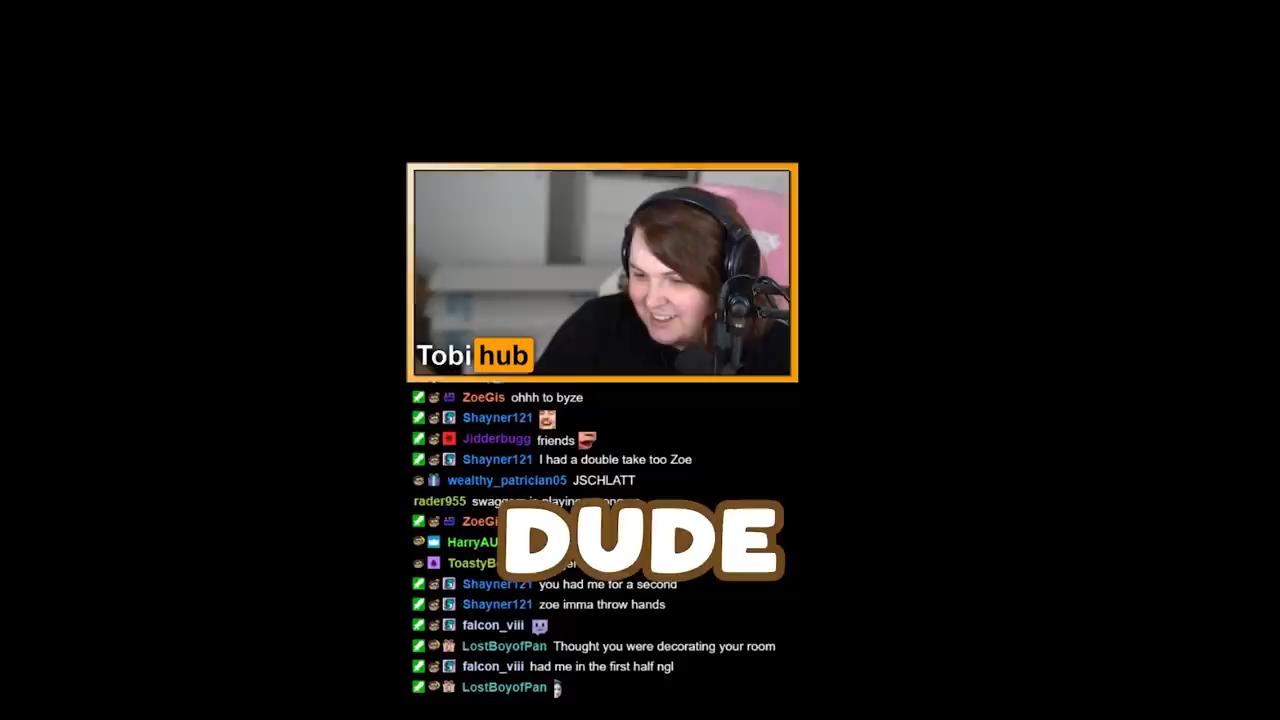 Tobi hub
ZoeGis ohhh to byze
Shayner121
Jidderbugg friends
Shayner121 I had a double take too Zoe
wealthy_patrician05 JSCHLATT
rader955
ZoeGi
HarryAU
DUDE
ToastyB
Shayner121 you had me for a second
Shayner121 zoe imma throw hands
falcon_viii
LostBoyofPan Thought you were decorating your room
falcon_viii had me in the first half ngl
LostBoyofPan